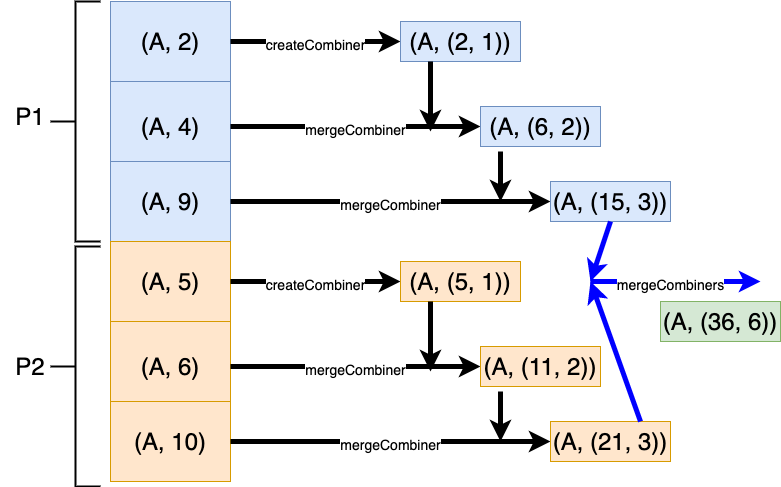 (A, 2) createCombiner (A, (2, 1))
P1
(A, 4) mergeCombiner (A, (6, 2))
(A, 9) mergeCombiner (A, (15, 3))
(A, 5) createCombiner (A, (5, 1)) mergeCombiners
(A, (36, 6))
P2
(A, 6) mergeCombiner (A, (11, 2))
(A, 10) mergeCombiner (A, (21, 3))